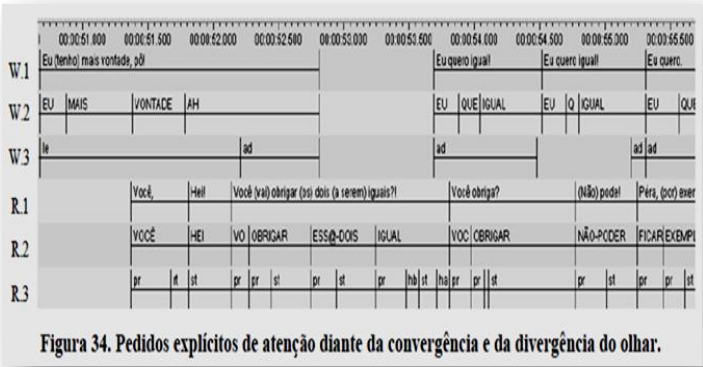 00:00:51.000 00:00:51.500 00:00:52.000 00:00:52.500 00:00:53.000 00:00:53.500 00:00:54.000 00:00:54.500 00:00:55.000 00:00:55.500
W.1 Eu (tenho) mais vontade, pô! Eu quero igual! Eu quero igual! Eu quero.
W.2 EU MAIS VONTADE AH EU QUE IGUAL EU Q IGUAL EU QUE
W.3 le ad ad ad ad
R.1 Você, Hei! Você (vai) obrigar (os) dois (a serem) iguais?! Você obriga? (Não) pode! Péra, (por) exer
R.2 VOCÊ HEI VO OBRIGAR ESS@-DOIS IGUAL VOC OBRIGAR NÃO-PODER FICAR EXEMPL
R.3 pr rt st pr pr st pr st pr hb st ha pr pr st pr st pr pr st
Figura 34. Pedidos explícitos de atenção diante da convergência e da divergência do olhar.